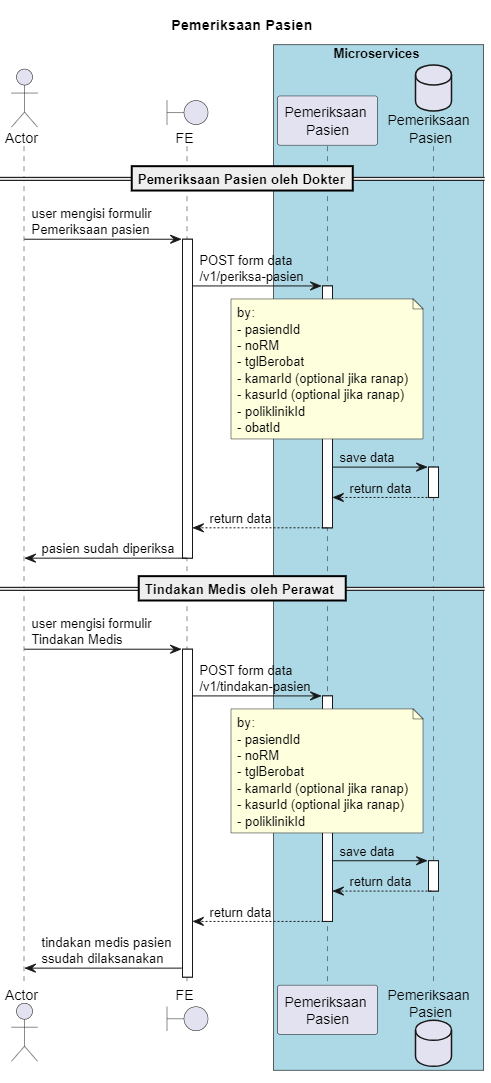 Pemeriksaan Pasien
Microservices
Actor
FE
Pemeriksaan
Pasien
Pemeriksaan
Pasien
Pemeriksaan Pasien oleh Dokter
user mengisi formulir
Pemeriksaan pasien
POST form data
/v1/periksa-pasien
by:
- pasiendId
- noRM
- tglBerobat
- kamarId (optional jika ranap)
- kasurId (optional jika ranap)
- poliklinikId
- obatId
save data
return data
return data
pasien sudah diperiksa
Tindakan Medis oleh Perawat
user mengisi formulir
Tindakan Medis
POST form data
/v1/tindakan-pasien
by:
- pasiendId
- noRM
- tglBerobat
- kamarId (optional jika ranap)
- kasurId (optional jika ranap)
- poliklinikId
save data
return data
return data
tindakan medis pasien
ssudah dilaksanakan
Actor
FE
Pemeriksaan
Pasien
Pemeriksaan
Pasien